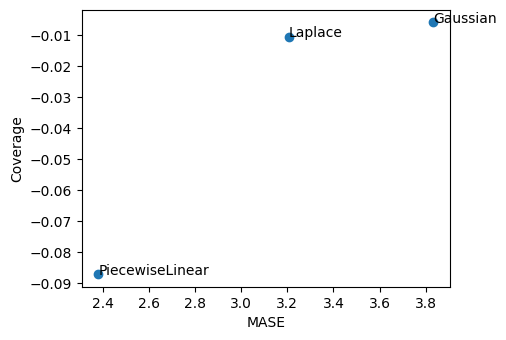 Gaussian
Laplace
PiecewiseLinear
Coverage
−0.01
−0.02
−0.03
−0.04
−0.05
−0.06
−0.07
−0.08
−0.09
2.4 2.6 2.8 3.0 3.2 3.4 3.6 3.8
MASE